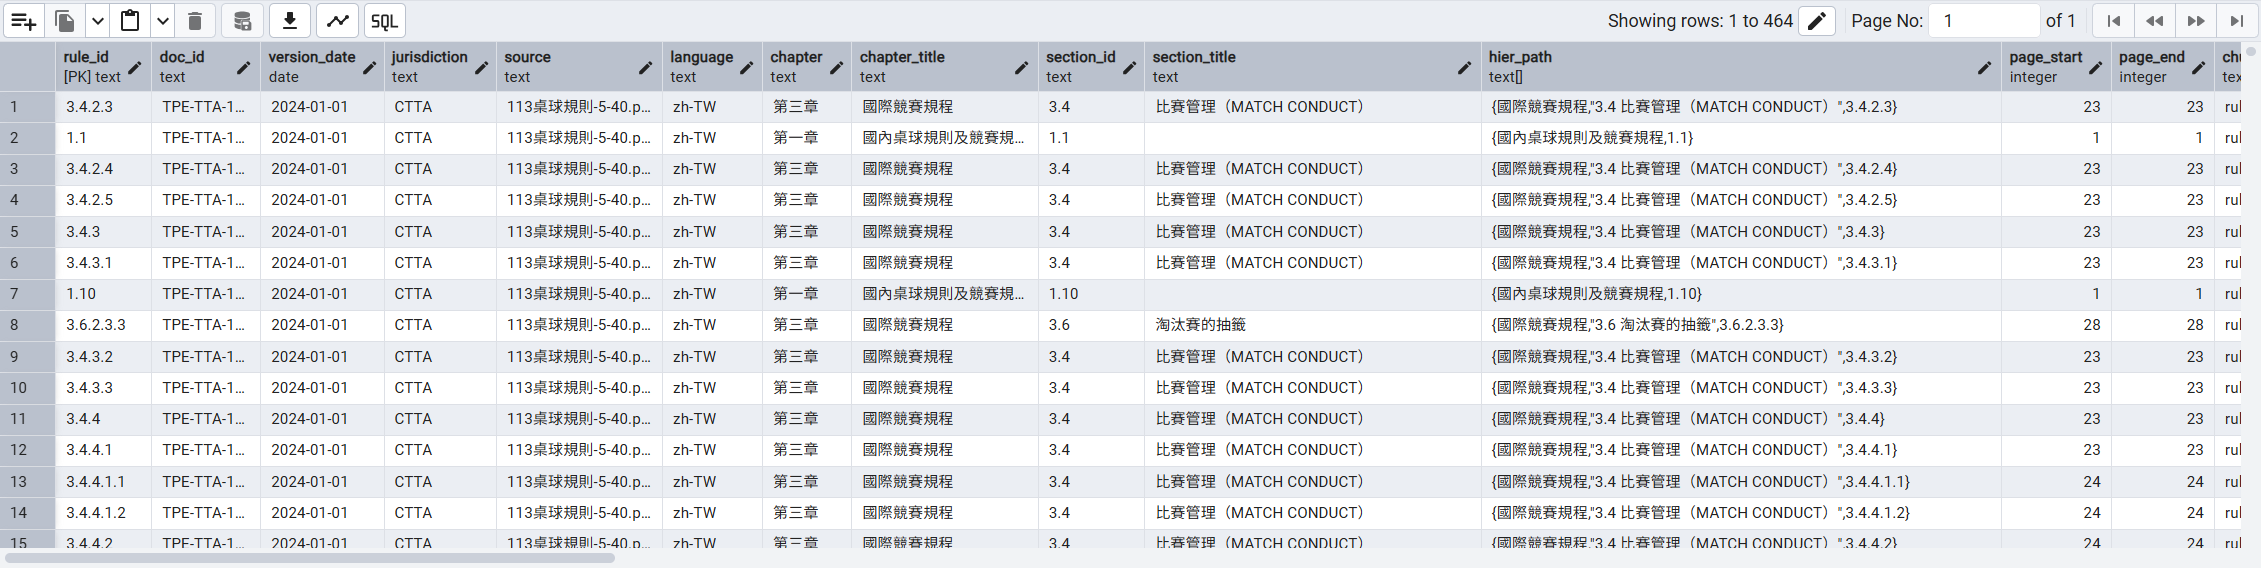 SQL Showing rows: 1 to 464 Page No: 1 of 1
rule_id doc_id version_date jurisdiction source language chapter chapter_title section_id section_title hier_path page_start page_end
[PK] text text date text text text text text text text text[] integer integer
1 3.4.2.3 TPE-TTA-1... 2024-01-01 CTTA 113桌球規則-5-40.p... zh-TW 第三章 國際競賽規程 3.4 比賽管理（MATCH CONDUCT） {國際競賽規程,"3.4 比賽管理（MATCH CONDUCT）",3.4.2.3} 23 23
2 1.1 TPE-TTA-1... 2024-01-01 CTTA 113桌球規則-5-40.p... zh-TW 第一章 國內桌球規則及競賽規... 1.1 {國內桌球規則及競賽規程,1.1} 1 1
3 3.4.2.4 TPE-TTA-1... 2024-01-01 CTTA 113桌球規則-5-40.p... zh-TW 第三章 國際競賽規程 3.4 比賽管理（MATCH CONDUCT） {國際競賽規程,"3.4 比賽管理（MATCH CONDUCT）",3.4.2.4} 23 23
4 3.4.2.5 TPE-TTA-1... 2024-01-01 CTTA 113桌球規則-5-40.p... zh-TW 第三章 國際競賽規程 3.4 比賽管理（MATCH CONDUCT） {國際競賽規程,"3.4 比賽管理（MATCH CONDUCT）",3.4.2.5} 23 23
5 3.4.3 TPE-TTA-1... 2024-01-01 CTTA 113桌球規則-5-40.p... zh-TW 第三章 國際競賽規程 3.4 比賽管理（MATCH CONDUCT） {國際競賽規程,"3.4 比賽管理（MATCH CONDUCT）",3.4.3} 23 23
6 3.4.3.1 TPE-TTA-1... 2024-01-01 CTTA 113桌球規則-5-40.p... zh-TW 第三章 國際競賽規程 3.4 比賽管理（MATCH CONDUCT） {國際競賽規程,"3.4 比賽管理（MATCH CONDUCT）",3.4.3.1} 23 23
7 1.10 TPE-TTA-1... 2024-01-01 CTTA 113桌球規則-5-40.p... zh-TW 第一章 國內桌球規則及競賽規... 1.10 {國內桌球規則及競賽規程,1.10} 1 1
8 3.6.2.3.3 TPE-TTA-1... 2024-01-01 CTTA 113桌球規則-5-40.p... zh-TW 第三章 國際競賽規程 3.6 淘汰賽的抽籤 {國際競賽規程,"3.6 淘汰賽的抽籤",3.6.2.3.3} 28 28
9 3.4.3.2 TPE-TTA-1... 2024-01-01 CTTA 113桌球規則-5-40.p... zh-TW 第三章 國際競賽規程 3.4 比賽管理（MATCH CONDUCT） {國際競賽規程,"3.4 比賽管理（MATCH CONDUCT）",3.4.3.2} 23 23
10 3.4.3.3 TPE-TTA-1... 2024-01-01 CTTA 113桌球規則-5-40.p... zh-TW 第三章 國際競賽規程 3.4 比賽管理（MATCH CONDUCT） {國際競賽規程,"3.4 比賽管理（MATCH CONDUCT）",3.4.3.3} 23 23
11 3.4.4 TPE-TTA-1... 2024-01-01 CTTA 113桌球規則-5-40.p... zh-TW 第三章 國際競賽規程 3.4 比賽管理（MATCH CONDUCT） {國際競賽規程,"3.4 比賽管理（MATCH CONDUCT）",3.4.4} 23 23
12 3.4.4.1 TPE-TTA-1... 2024-01-01 CTTA 113桌球規則-5-40.p... zh-TW 第三章 國際競賽規程 3.4 比賽管理（MATCH CONDUCT） {國際競賽規程,"3.4 比賽管理（MATCH CONDUCT）",3.4.4.1} 23 23
13 3.4.4.1.1 TPE-TTA-1... 2024-01-01 CTTA 113桌球規則-5-40.p... zh-TW 第三章 國際競賽規程 3.4 比賽管理（MATCH CONDUCT） {國際競賽規程,"3.4 比賽管理（MATCH CONDUCT）",3.4.4.1.1} 24 24
14 3.4.4.1.2 TPE-TTA-1... 2024-01-01 CTTA 113桌球規則-5-40.p... zh-TW 第三章 國際競賽規程 3.4 比賽管理（MATCH CONDUCT） {國際競賽規程,"3.4 比賽管理（MATCH CONDUCT）",3.4.4.1.2} 24 24
15 3.4.4.2 TPE-TTA-1... 2024-01-01 CTTA 113桌球規則-5-40.p... zh-TW 第三章 國際競賽規程 3.4 比賽管理（MATCH CONDUCT） {國際競賽規程,"3.4 比賽管理（MATCH CONDUCT）",3.4.4.2} 24 24